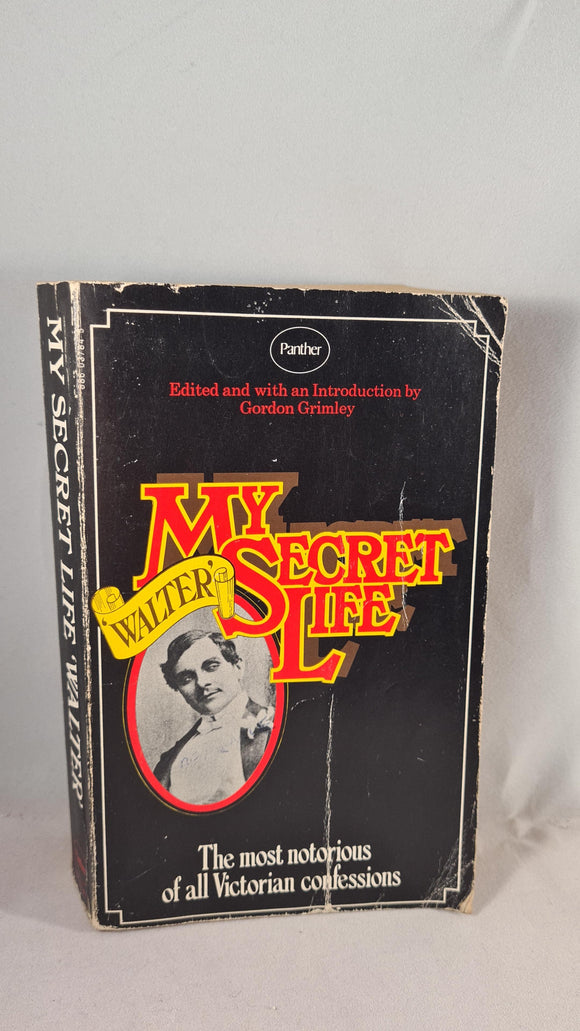 Panther
Edited and with an Introduction by
Gordon Grimley
MY
SECRET
LIFE
'WALTER'
The most notorious
of all Victorian confessions
MY SECRET LIFE 'WALTER'